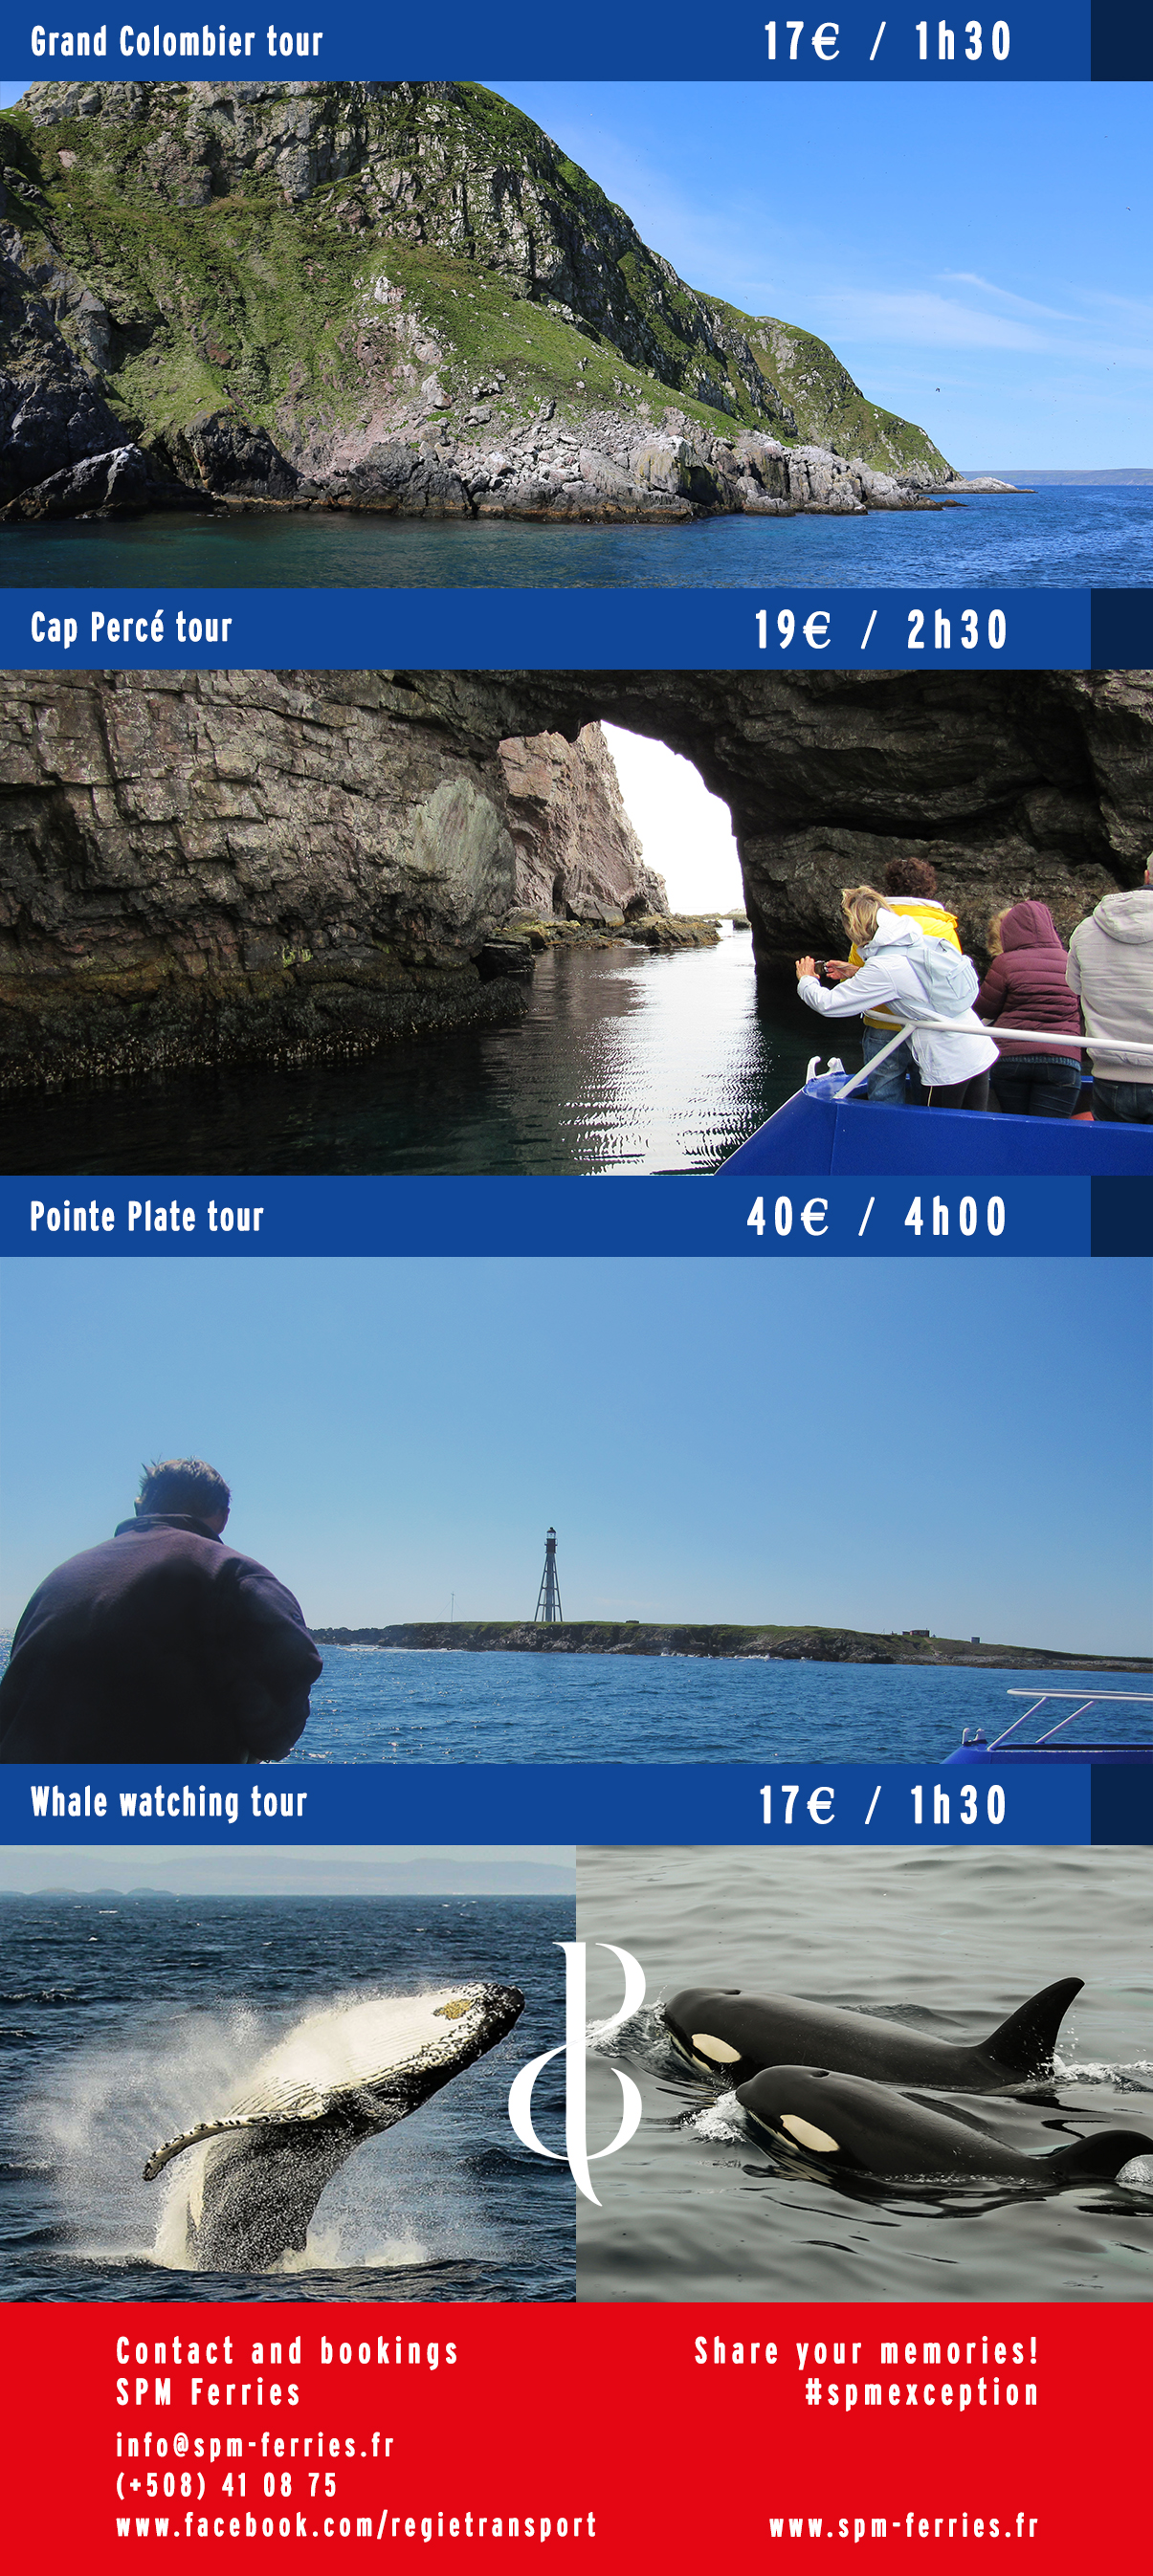 Grand Colombier tour 17€ / 1h30
Cap Percé tour 19€ / 2h30
Pointe Plate tour 40€ / 4h00
Whale watching tour 17€ / 1h30
Contact and bookings
SPM Ferries
info@spm-ferries.fr
(+508) 41 08 75
www.facebook.com/regietransport
Share your memories!
#spmexception
www.spm-ferries.fr